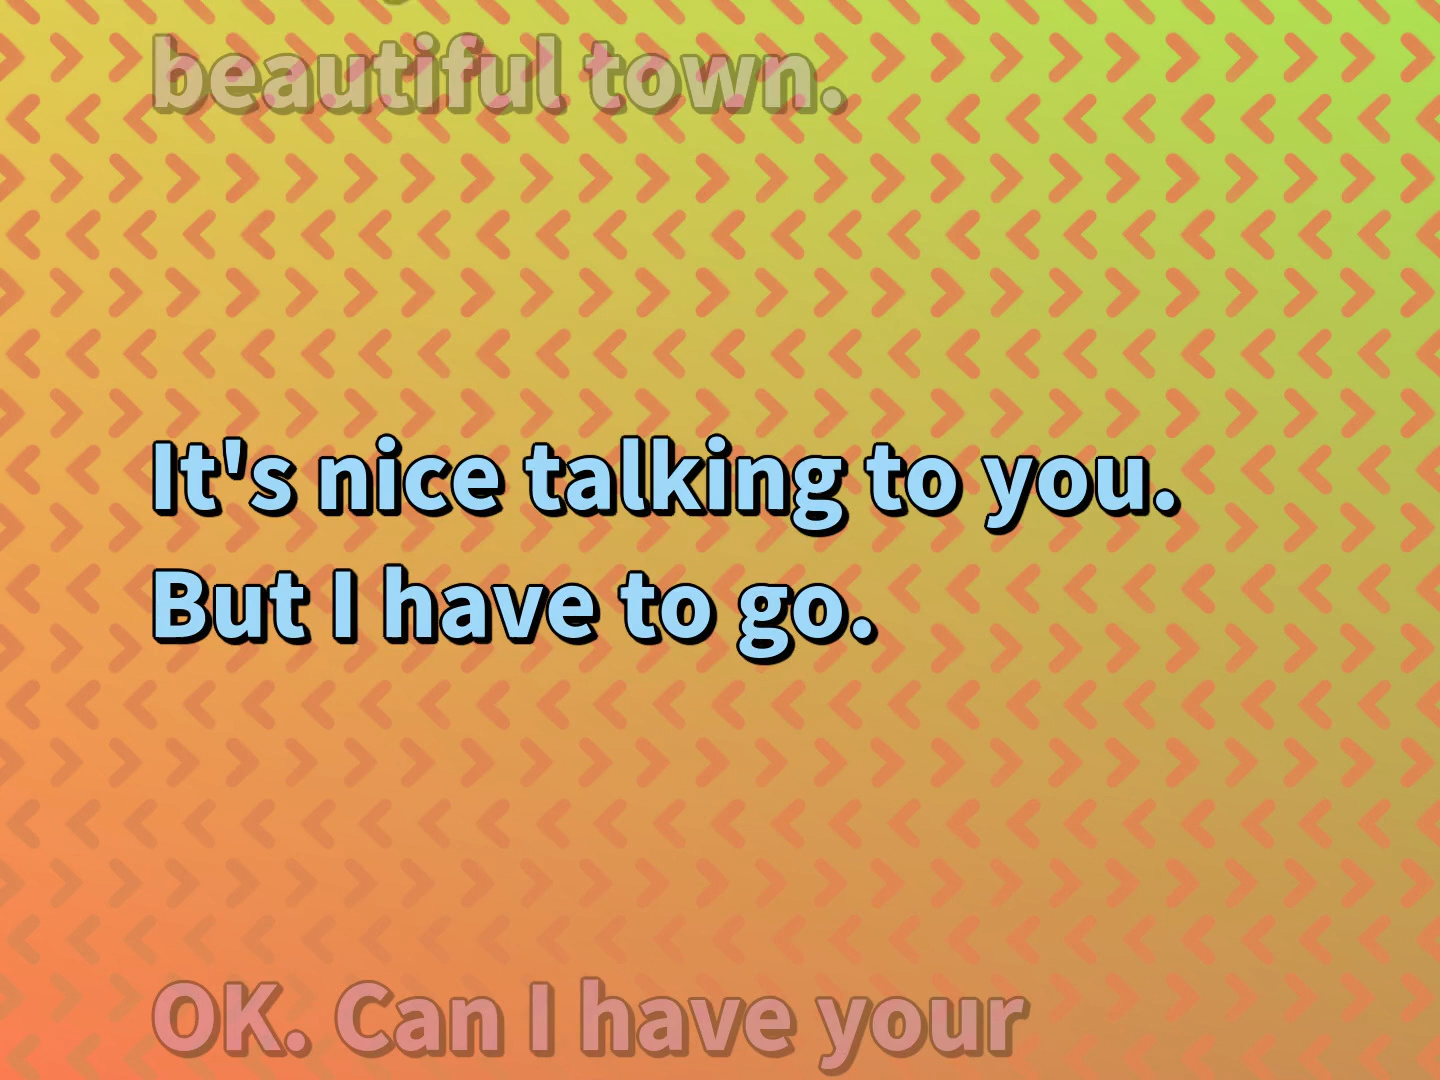 beautiful town.
It's nice talking to you.
But I have to go.
OK. Can I have your